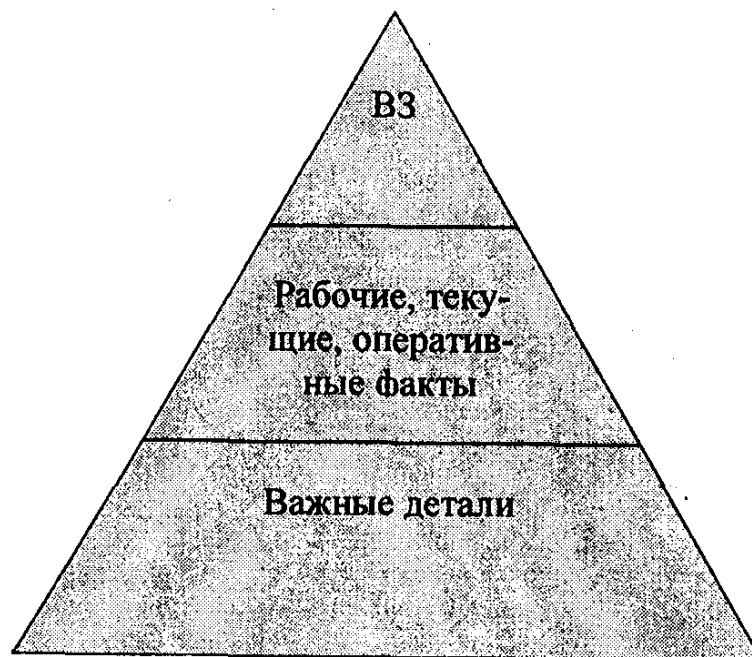 ВЗ
Рабочие, теку-
щие, оператив-
ные факты
Важные детали